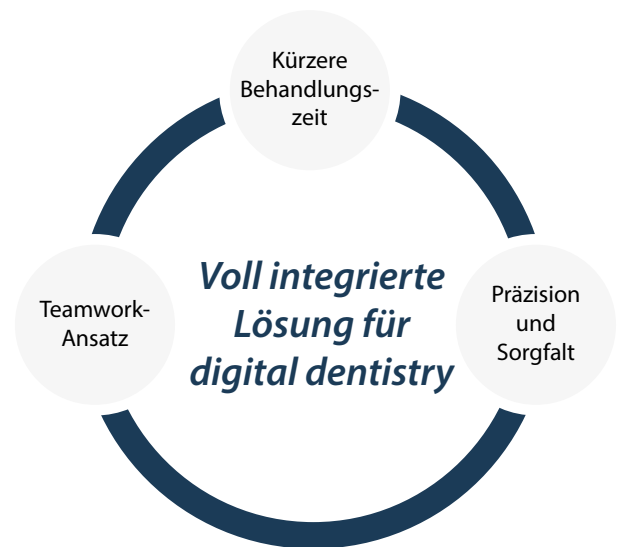 Kürzere
Behandlungs-
zeit
Teamwork-
Ansatz
Voll integrierte
Lösung für
digital dentistry
Präzision
und
Sorgfalt